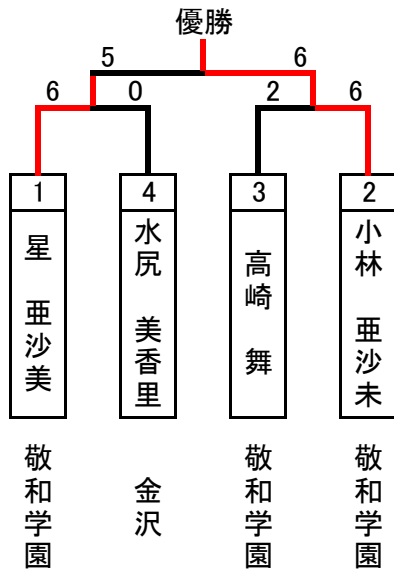 優勝
5 6
6 0 2 6
1 4 3 2
星 亜沙美
水尻 美香里
高崎 舞
小林 亜沙未
敬和学園
金沢
敬和学園
敬和学園